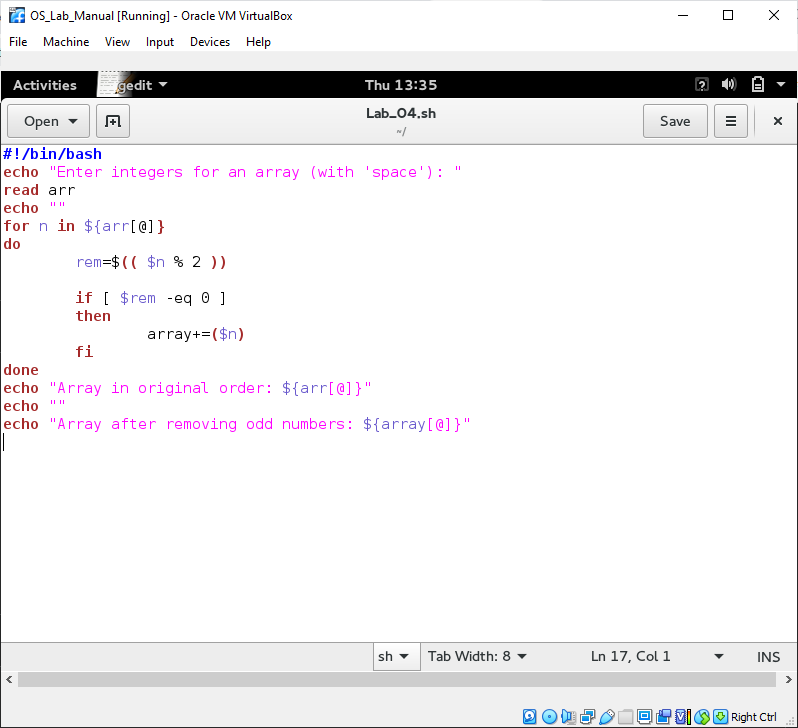 OS_Lab_Manual [Running] - Oracle VM VirtualBox
File Machine View Input Devices Help
Activities gedit Thu 13:35
Open Lab_04.sh Save
~/
#!/bin/bash
echo "Enter integers for an array (with 'space'): "
read arr
echo ""
for n in ${arr[@]}
do
rem=$(( $n % 2 ))
if [ $rem -eq 0 ]
then
array+=($n)
fi
done
echo "Array in original order: ${arr[@]}"
echo ""
echo "Array after removing odd numbers: ${array[@]}"
sh Tab Width: 8 Ln 17, Col 1 INS
Right Ctrl